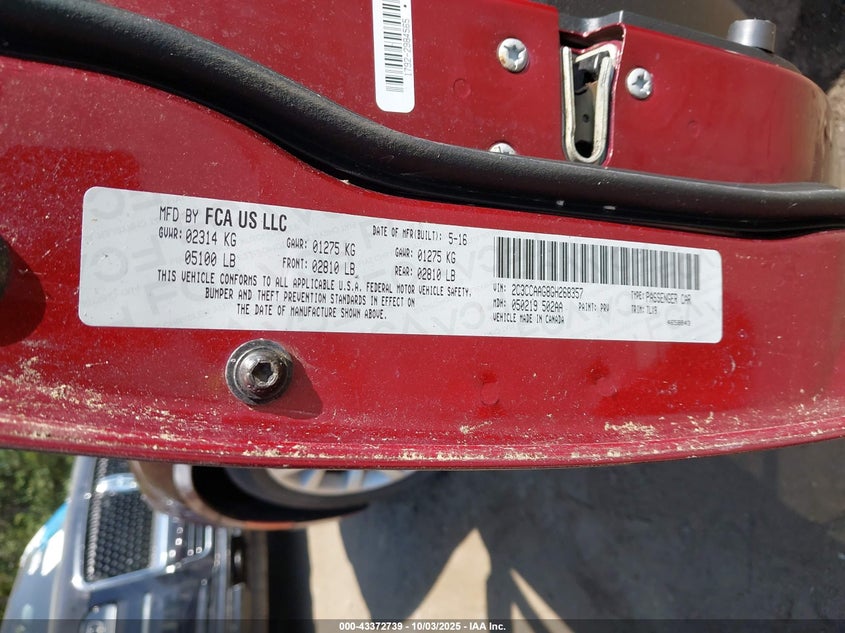 1792-2984585
MFD BY FCA US LLC
DATE OF MFR(BUILT): 5-16
GVWR: 02314 KG GAWR: 01275 KG GAWR: 01275 KG
05100 LB FRONT: 02810 LB REAR: 02810 LB
THIS VEHICLE CONFORMS TO ALL APPLICABLE U.S.A. FEDERAL MOTOR VEHICLE SAFETY,
BUMPER AND THEFT PREVENTION STANDARDS IN EFFECT ON
THE DATE OF MANUFACTURE SHOWN ABOVE.
VIN: 2C3CCAAG8GH268357 TYPE: PASSENGER CAR
MDH: 050219 502AA PAINT: PRV TRIM: TLV9
VEHICLE MADE IN CANADA
000-43372739 | 10/03/2025 | IAA Inc.